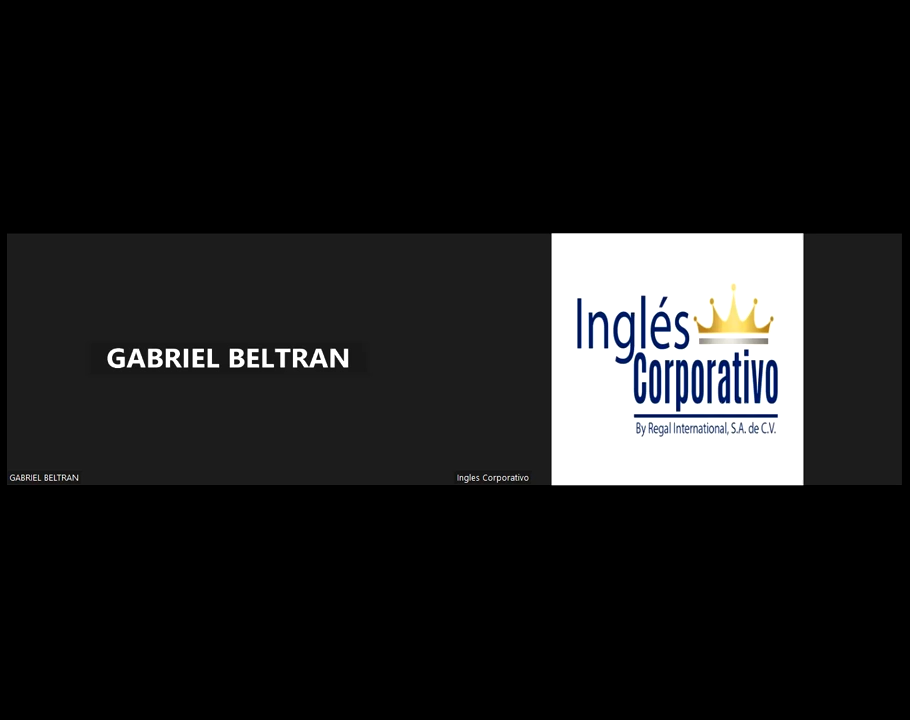 GABRIEL BELTRAN
GABRIEL BELTRAN
Inglés
Corporativo
By Regal International, S.A. de C.V.
Ingles Corporativo